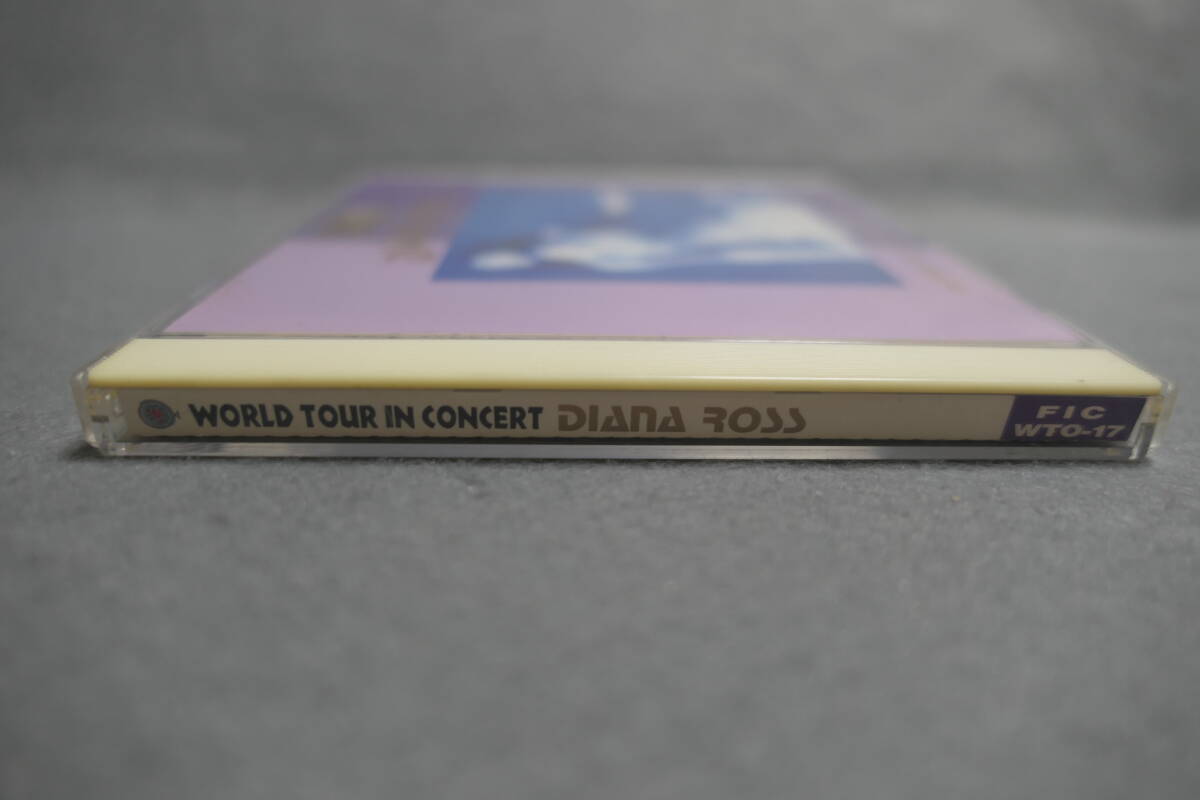 WORLD TOUR IN CONCERT DIANA ROSS
FIC
WTO-17